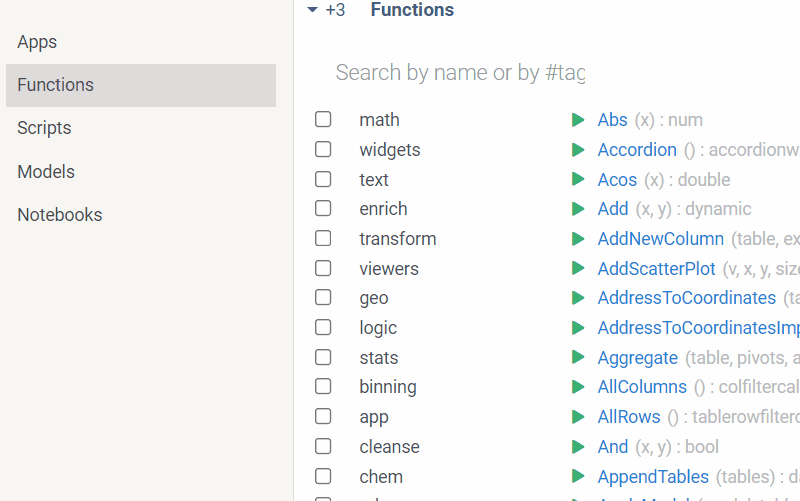 +3 Functions
Apps
Functions
Scripts
Models
Notebooks
Search by name or by #tag
math
widgets
text
enrich
transform
viewers
geo
logic
stats
binning
app
cleanse
chem
Abs (x) : num
Accordion () : accordionw
Acos (x) : double
Add (x, y) : dynamic
AddNewColumn (table, ex
AddScatterPlot (v, x, y, size
AddressToCoordinates (ta
AddressToCoordinatesImp
Aggregate (table, pivots, a
AllColumns () : colfiltercal
AllRows () : tablerowfilterc
And (x, y) : bool
AppendTables (tables) : da